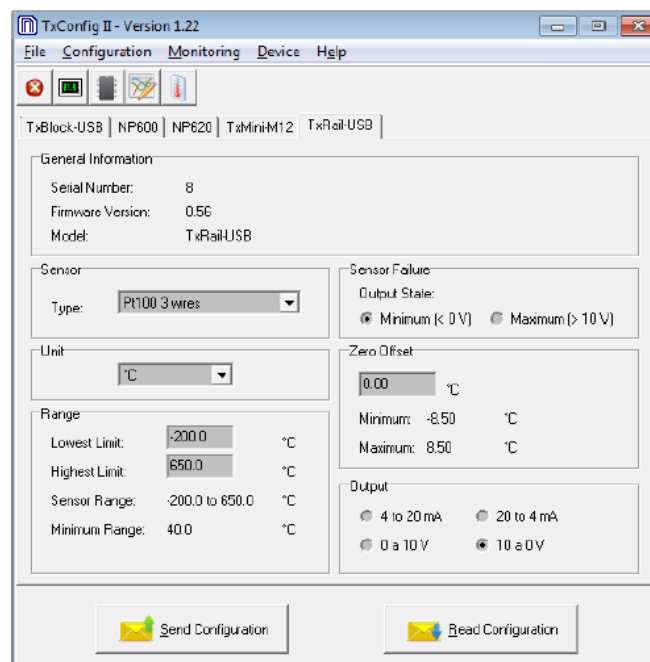 TxConfig II - Version 1.22
File Configuration Monitoring Device Help
TxBlock-USB NP600 NP620 TxMini-M12 TxRail-USB
General Information
Serial Number: 8
Firmware Version: 0.56
Model: TxRail-USB
Sensor
Type: Pt100 3 wires
Sensor Failure
Output State:
Minimum (< 0 V) Maximum (> 10 V)
Unit
°C
Zero Offset
0.00 °C
Minimum: -8.50 °C
Maximum: 8.50 °C
Range
Lowest Limit: -200.0 °C
Highest Limit: 650.0 °C
Sensor Range: -200.0 to 650.0 °C
Minimum Range: 40.0 °C
Output
4 to 20 mA 20 to 4 mA
0 a 10 V 10 a 0 V
Send Configuration Read Configuration